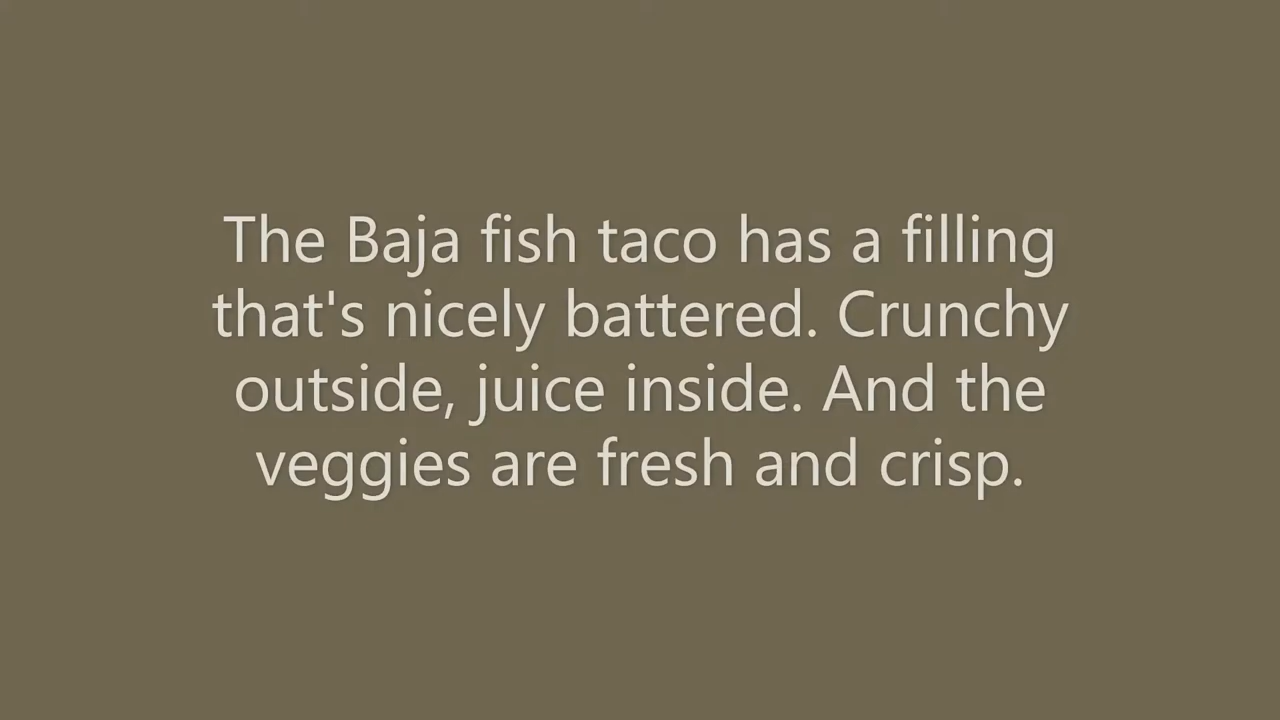 The Baja fish taco has a filling
that's nicely battered. Crunchy
outside, juice inside. And the
veggies are fresh and crisp.